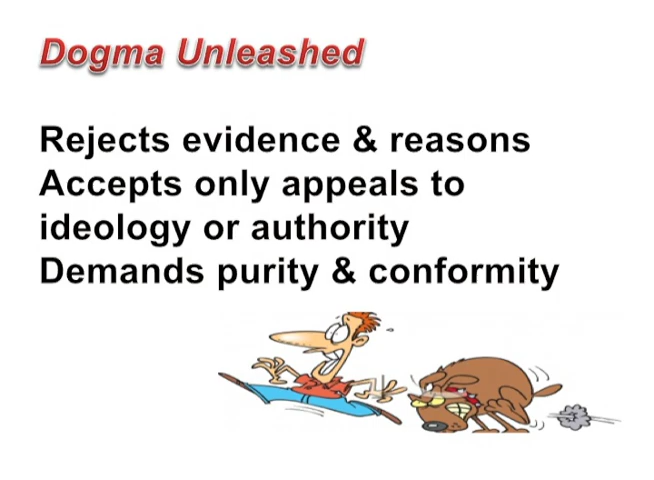 Dogma Unleashed
Rejects evidence & reasons
Accepts only appeals to
ideology or authority
Demands purity & conformity